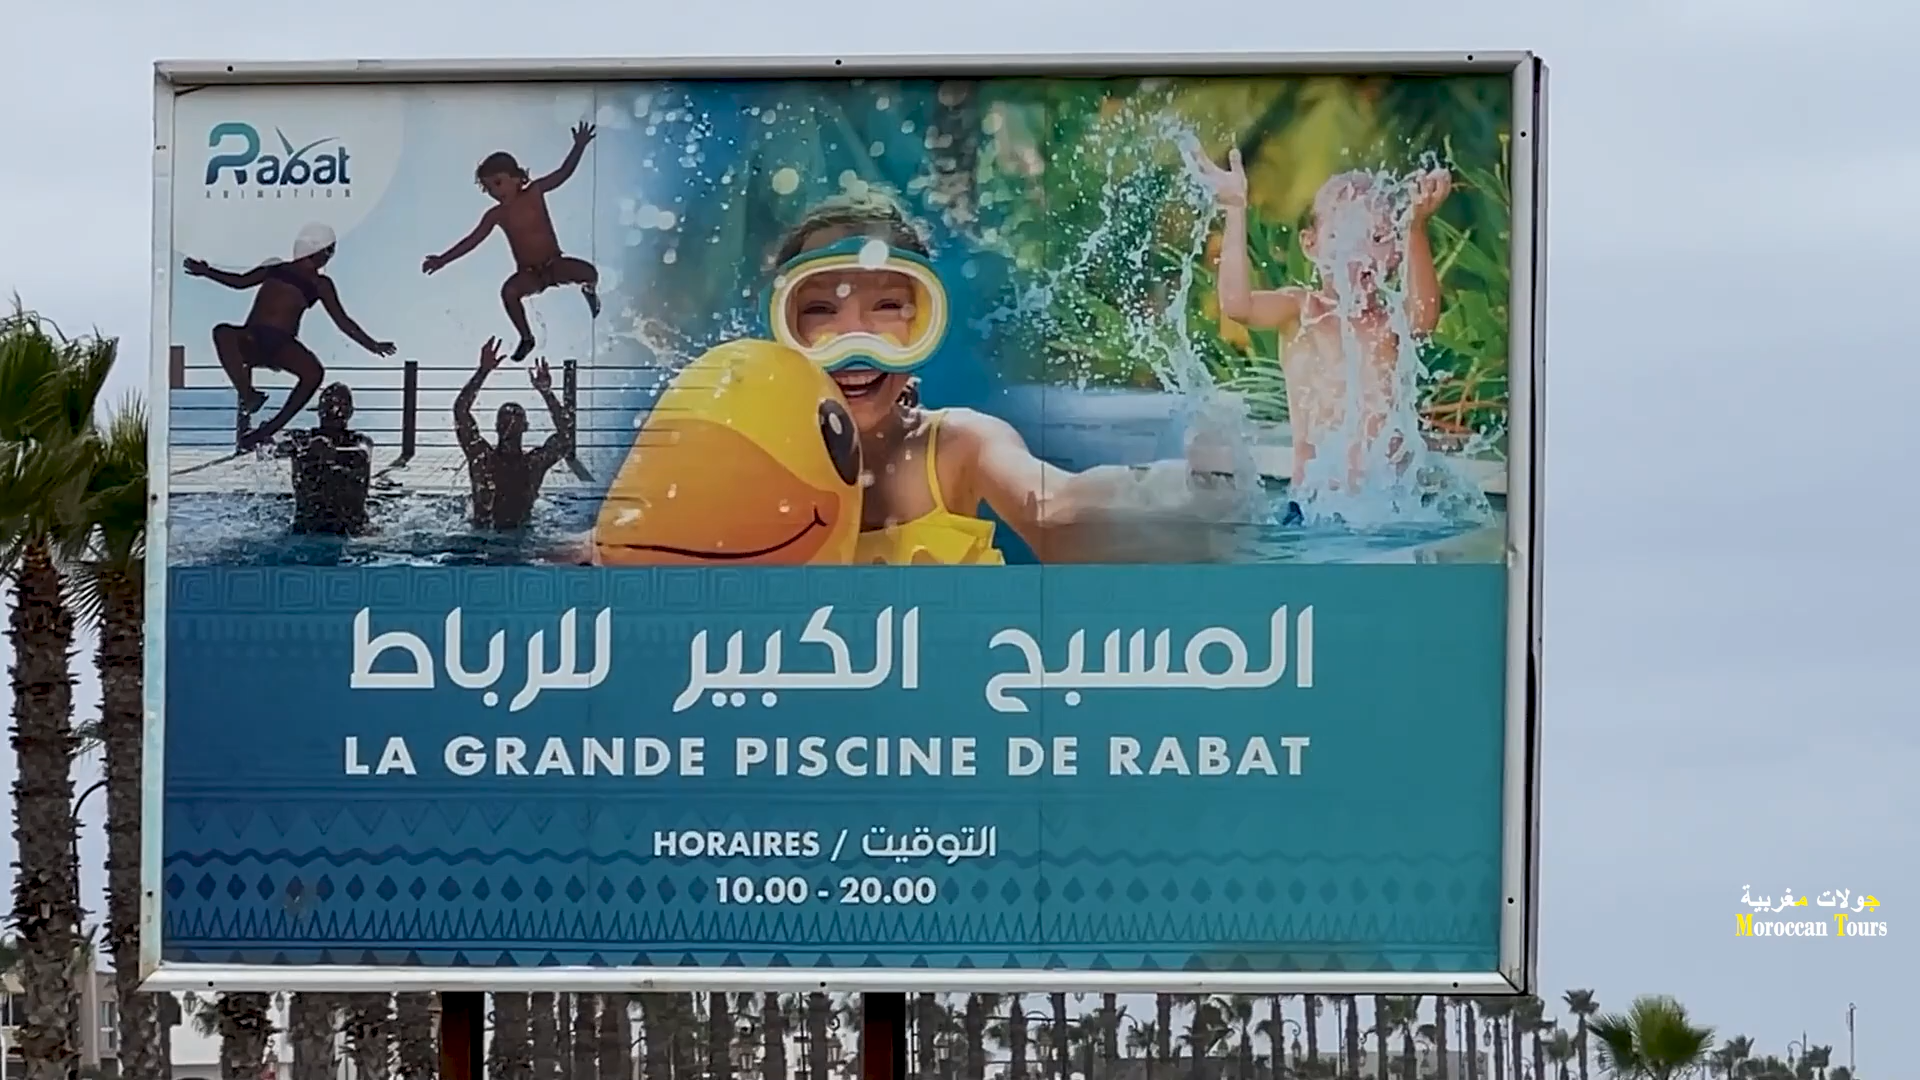 Rabat
ANIMATION
المسبح الكبير للرباط
LA GRANDE PISCINE DE RABAT
HORAIRES / التوقيت
10.00 - 20.00
جولات مغربية
Moroccan Tours